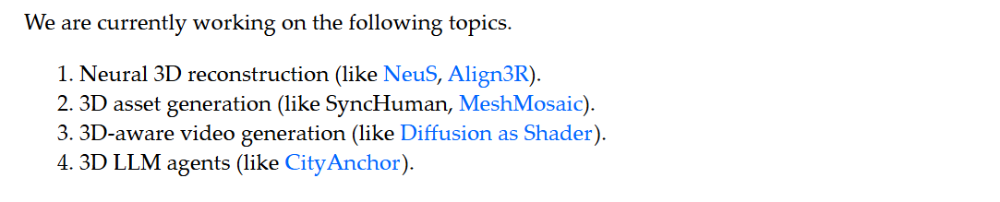 We are currently working on the following topics.
1. Neural 3D reconstruction (like NeuS, Align3R).
2. 3D asset generation (like SyncHuman, MeshMosaic).
3. 3D-aware video generation (like Diffusion as Shader).
4. 3D LLM agents (like CityAnchor).